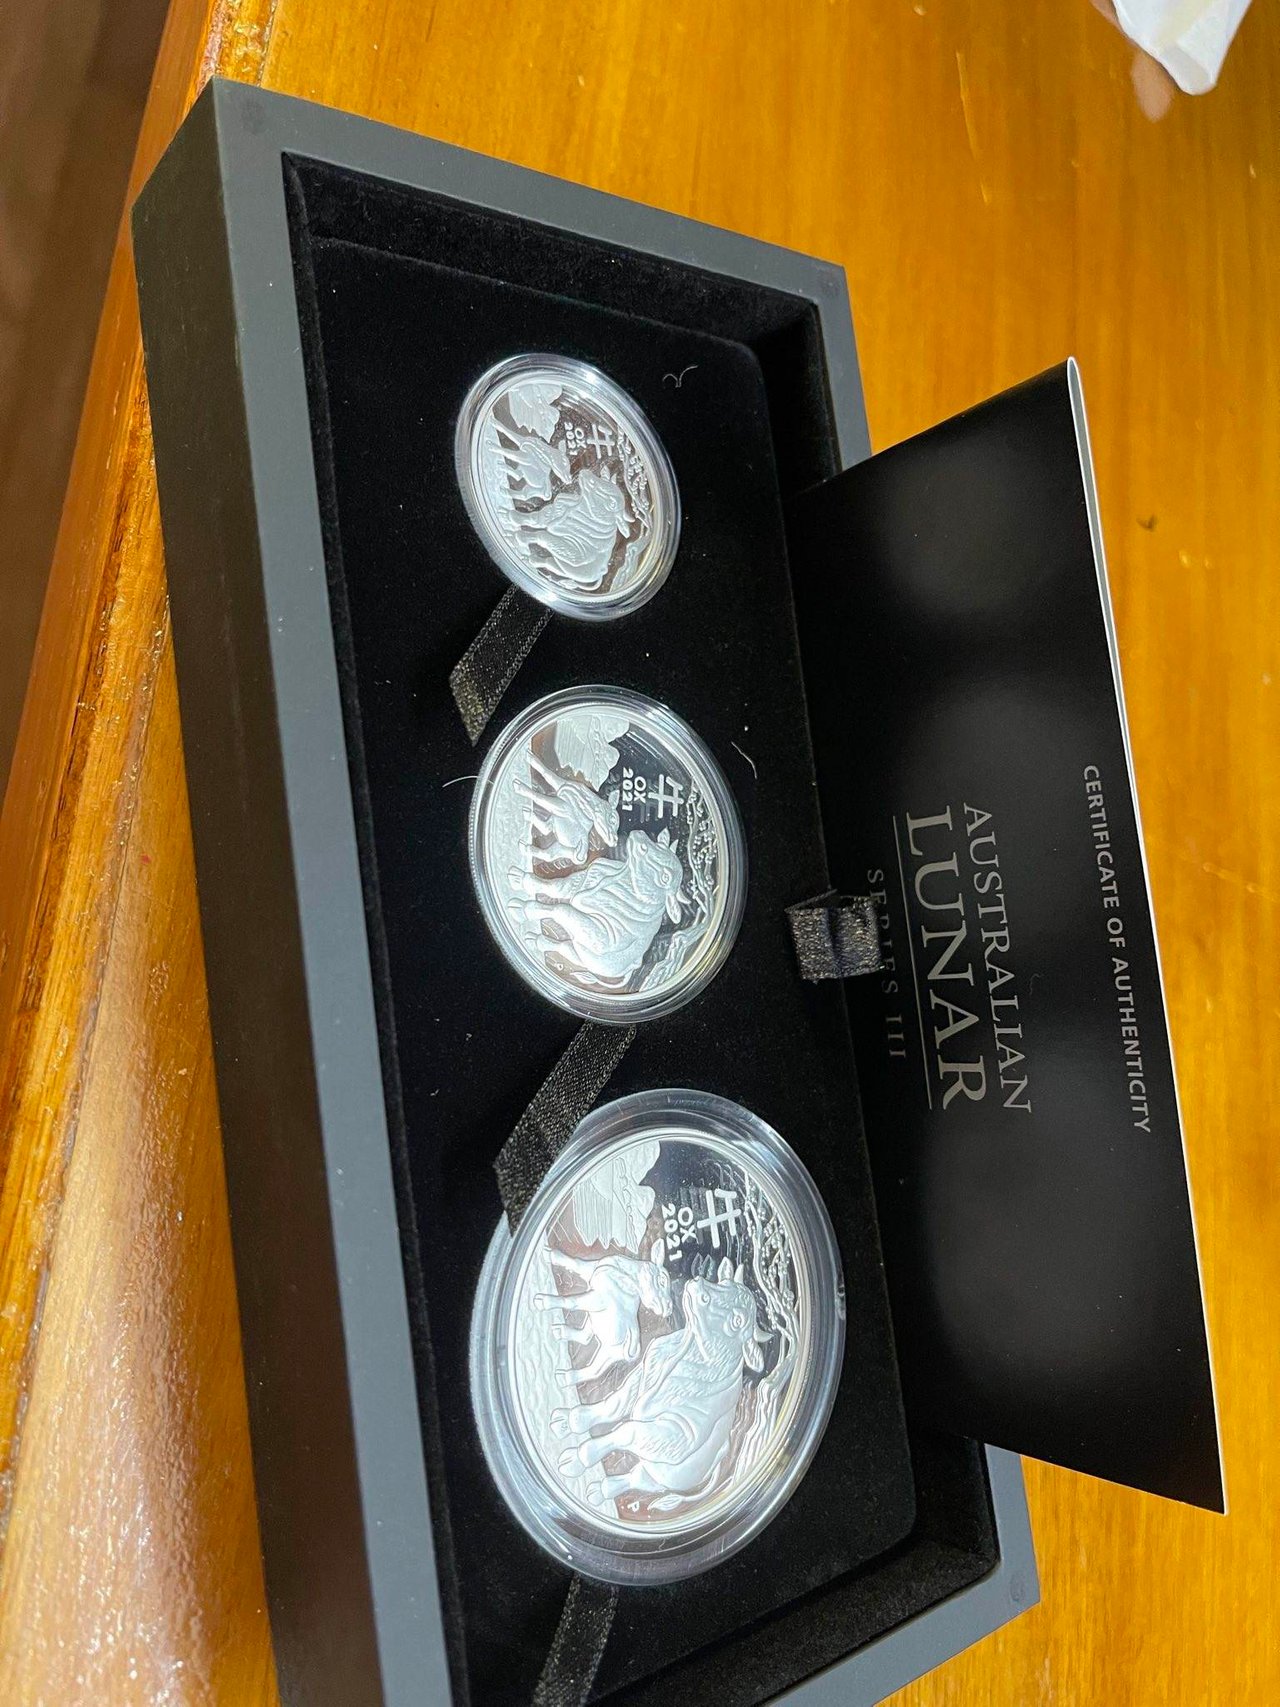 CERTIFICATE OF AUTHENTICITY
AUSTRALIAN
LUNAR
SERIES III
牛
OX
2021
P
牛
OX
2021
P
牛
OX
2021